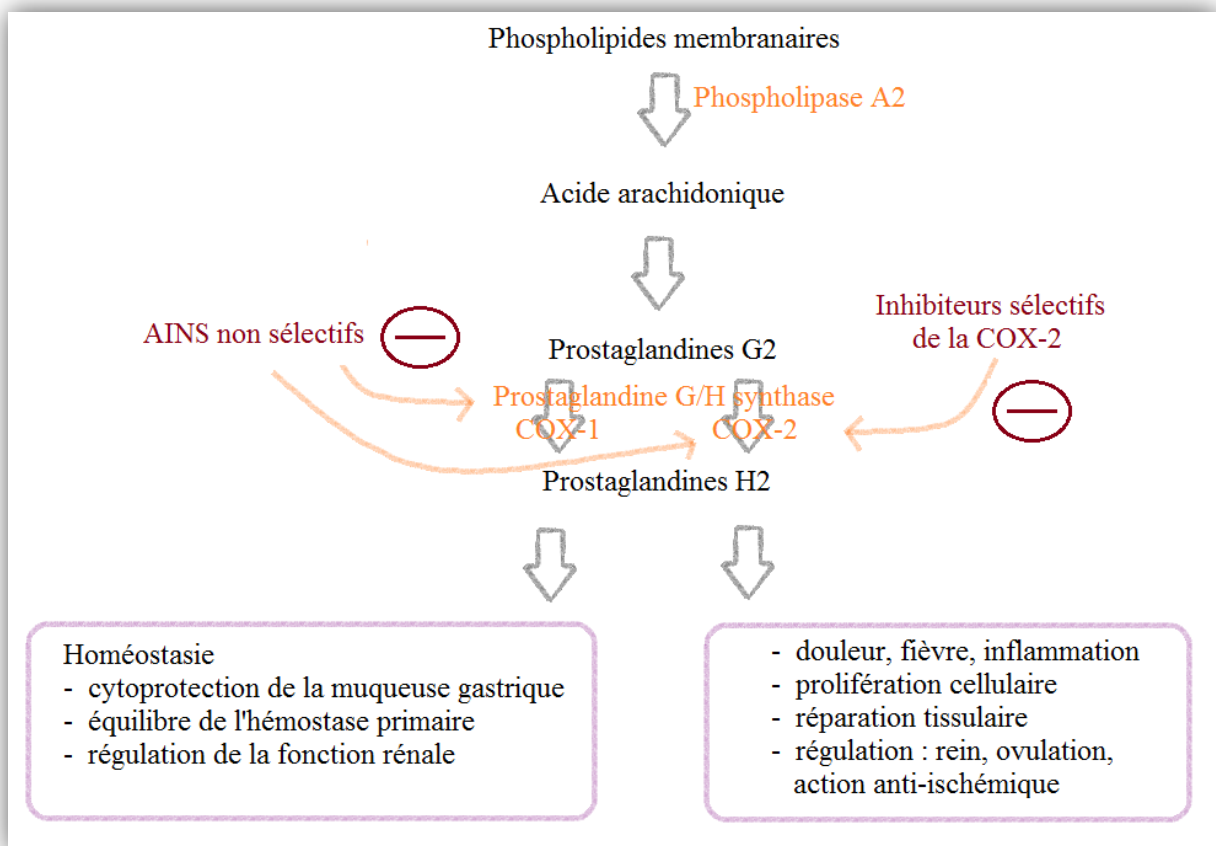 Phospholipides membranaires
Phospholipase A2
Acide arachidonique
AINS non sélectifs
Inhibiteurs sélectifs
de la COX-2
Prostaglandines G2
Prostaglandine G/H synthase
COX-1
COX-2
Prostaglandines H2
Homéostasie
- cytoprotection de la muqueuse gastrique
- équilibre de l'hémostase primaire
- régulation de la fonction rénale
- douleur, fièvre, inflammation
- prolifération cellulaire
- réparation tissulaire
- régulation : rein, ovulation,
action anti-ischémique